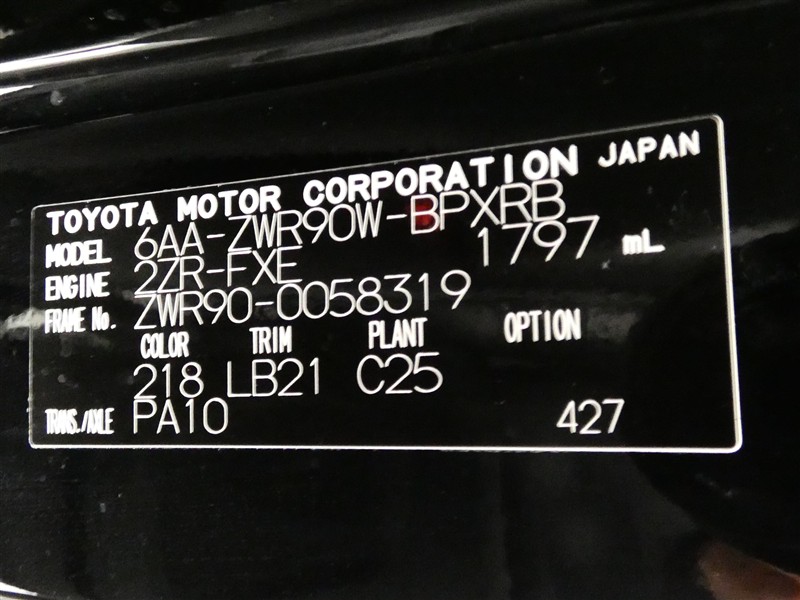 TOYOTA MOTOR CORPORATION JAPAN
MODEL 6AA-ZWR90W-BPXRB
ENGINE 2ZR-FXE 1797 mL
FRAME No. ZWR90-0058319
COLOR TRIM PLANT OPTION
218 LB21 C25
TRANS./AXLE PA10 427